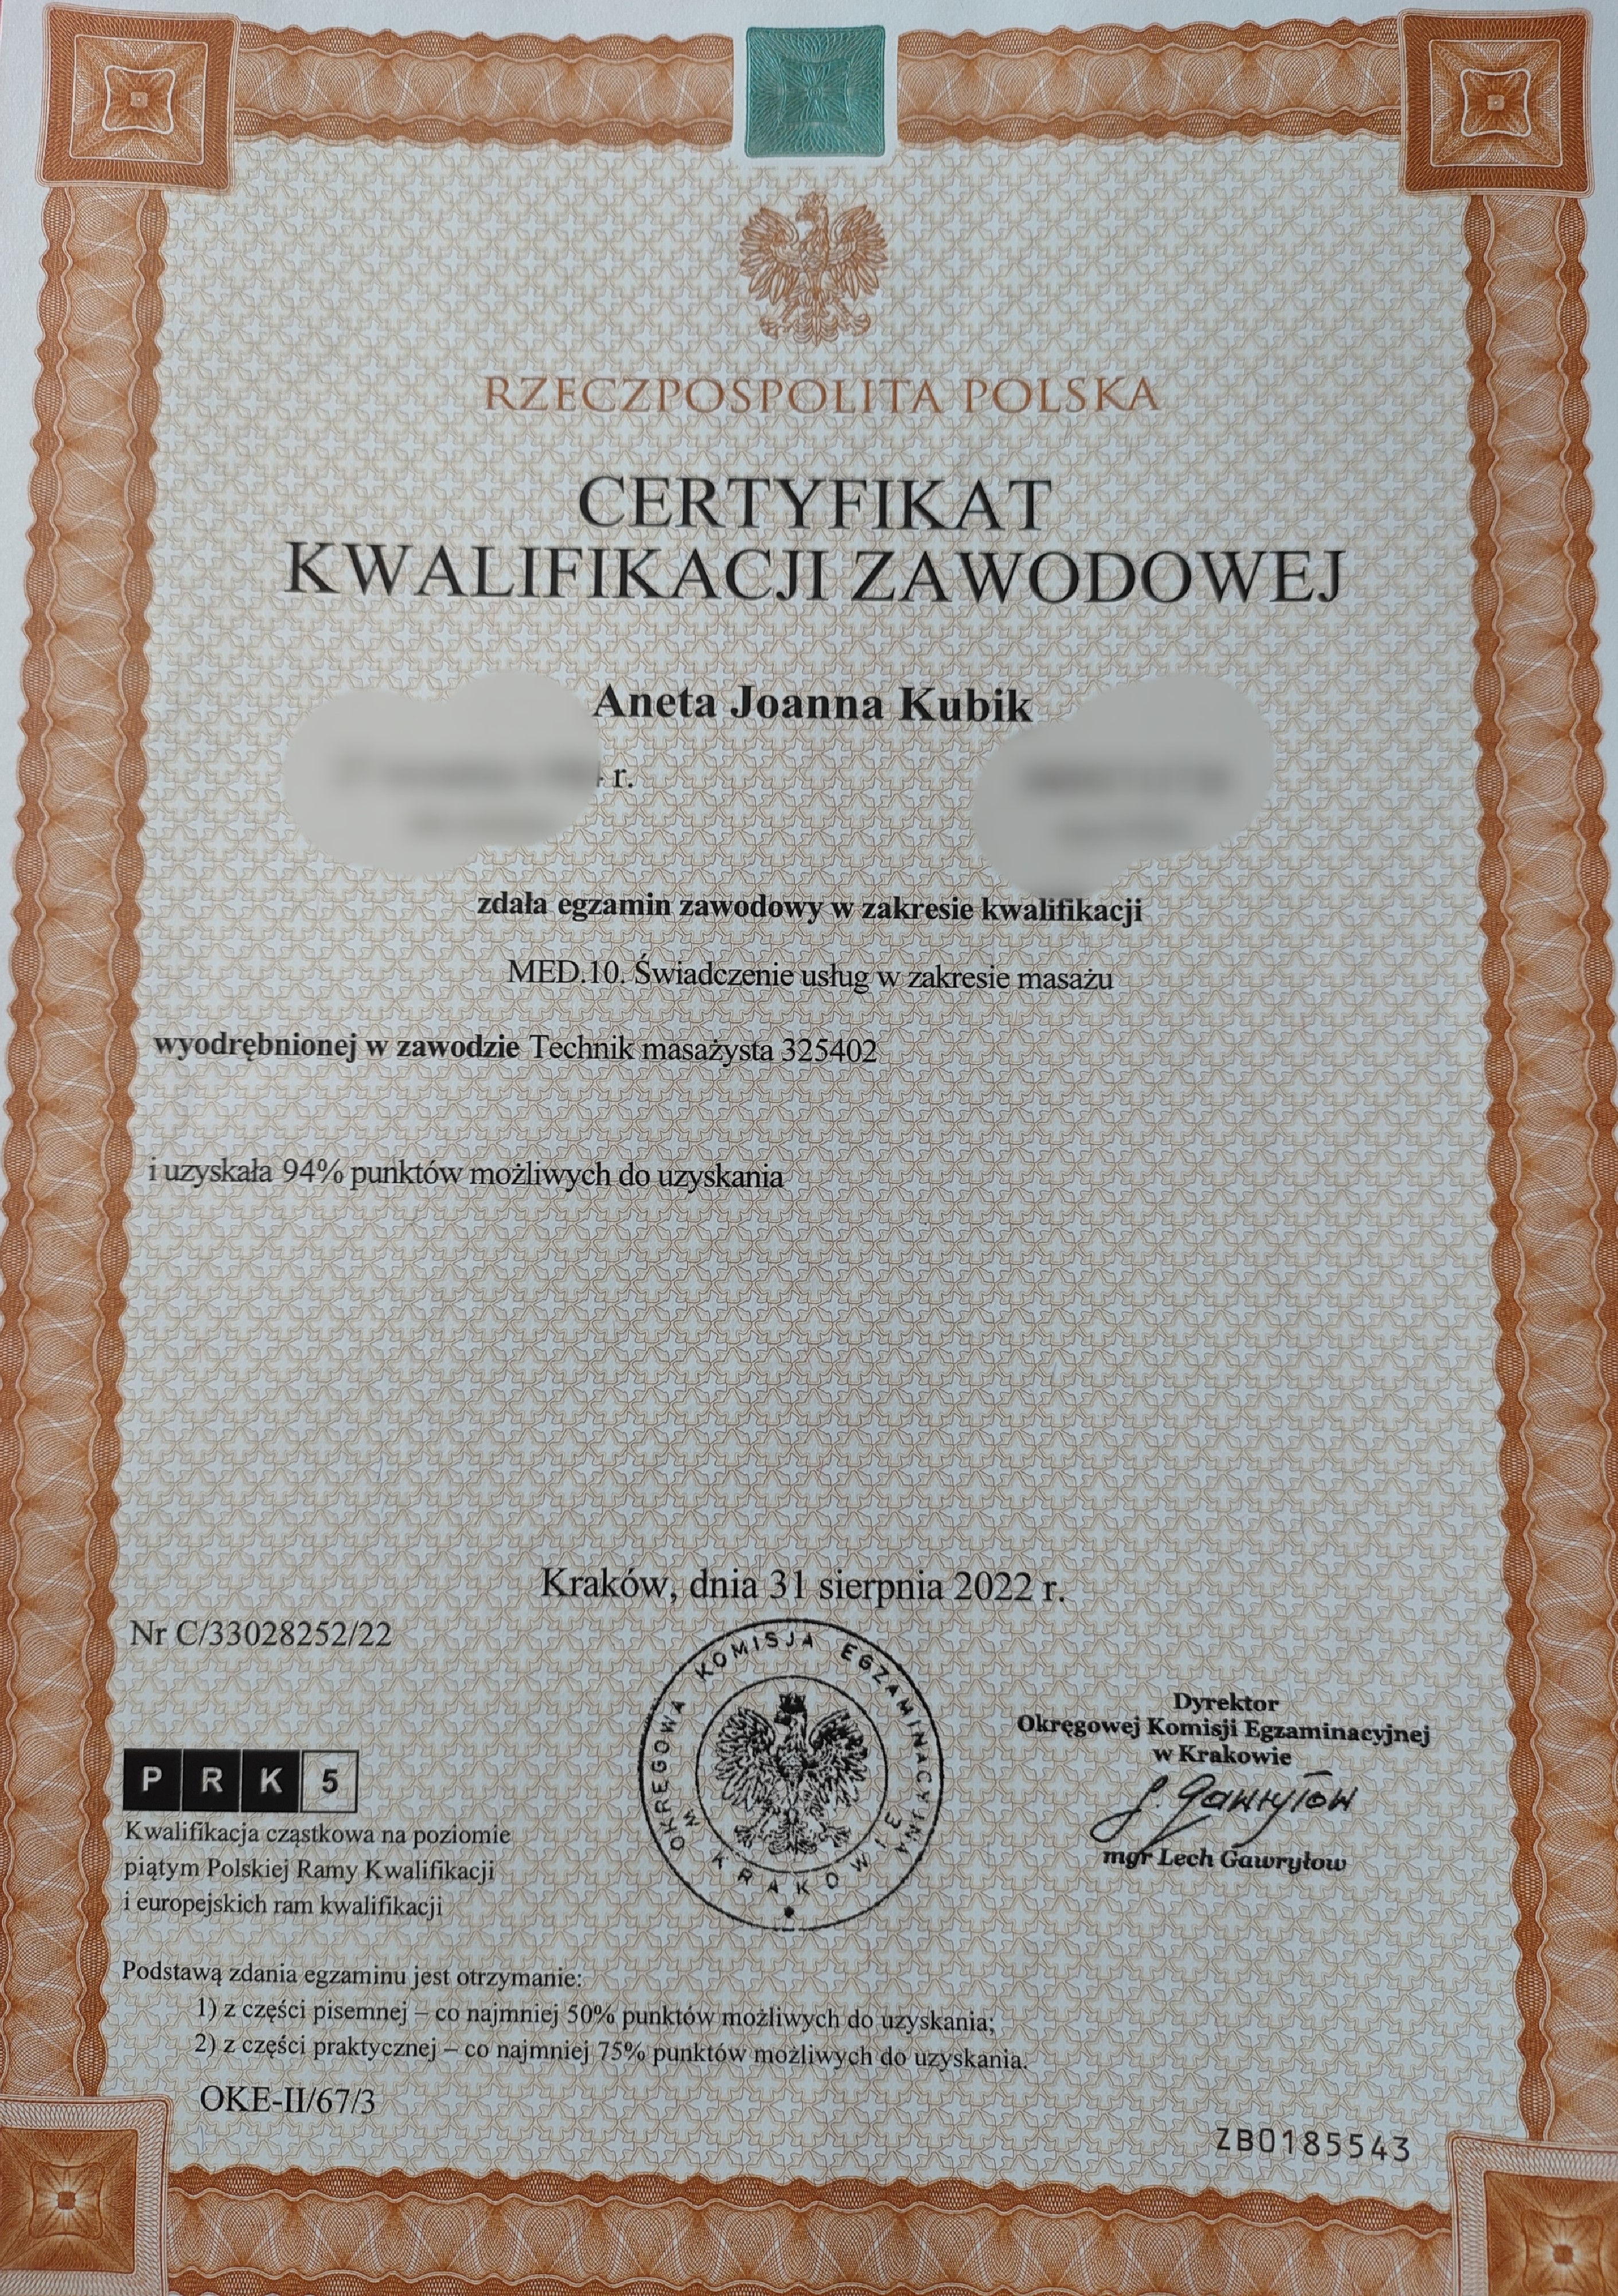 RZECZPOSPOLITA POLSKA
CERTYFIKAT
KWALIFIKACJI ZAWODOWEJ
Aneta Joanna Kubik
r.
zdała egzamin zawodowy w zakresie kwalifikacji
MED.10. Świadczenie usług w zakresie masażu
wyodrębnionej w zawodzie Technik masażysta 325402
i uzyskała 94% punktów możliwych do uzyskania
Kraków, dnia 31 sierpnia 2022 r.
Nr C/33028252/22
OKRĘGOWA KOMISJA EGZAMINACYJNA
W KRAKOWIE
Dyrektor
Okręgowej Komisji Egzaminacyjnej
w Krakowie
L. Gawryłow
mgr Lech Gawryłow
P R K 5
Kwalifikacja cząstkowa na poziomie
piątym Polskiej Ramy Kwalifikacji
i europejskich ram kwalifikacji
Podstawą zdania egzaminu jest otrzymanie:
1) z części pisemnej – co najmniej 50% punktów możliwych do uzyskania;
2) z części praktycznej – co najmniej 75% punktów możliwych do uzyskania.
OKE-II/67/3
ZB0185543